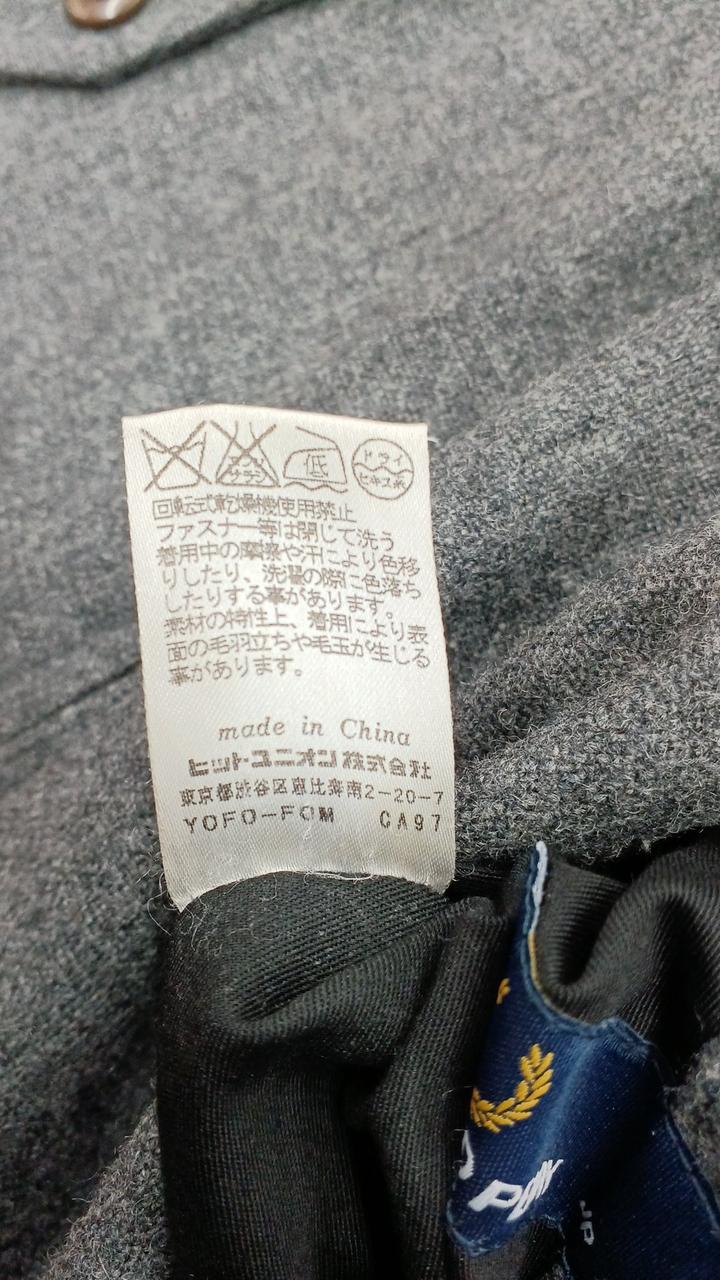 エンソ
サラシ
低
ドライ
セキユ系
回転式乾燥機使用禁止
ファスナー等は閉じて洗う
着用中の摩擦や汗により色移
りしたり、洗濯の際に色落ち
したりする事があります。
素材の特性上、着用により表
面の毛羽立ちや毛玉が生じる
事があります。
made in China
ヒットユニオン株式会社
東京都渋谷区恵比寿南2-20-7
YOFO-FOM CA97